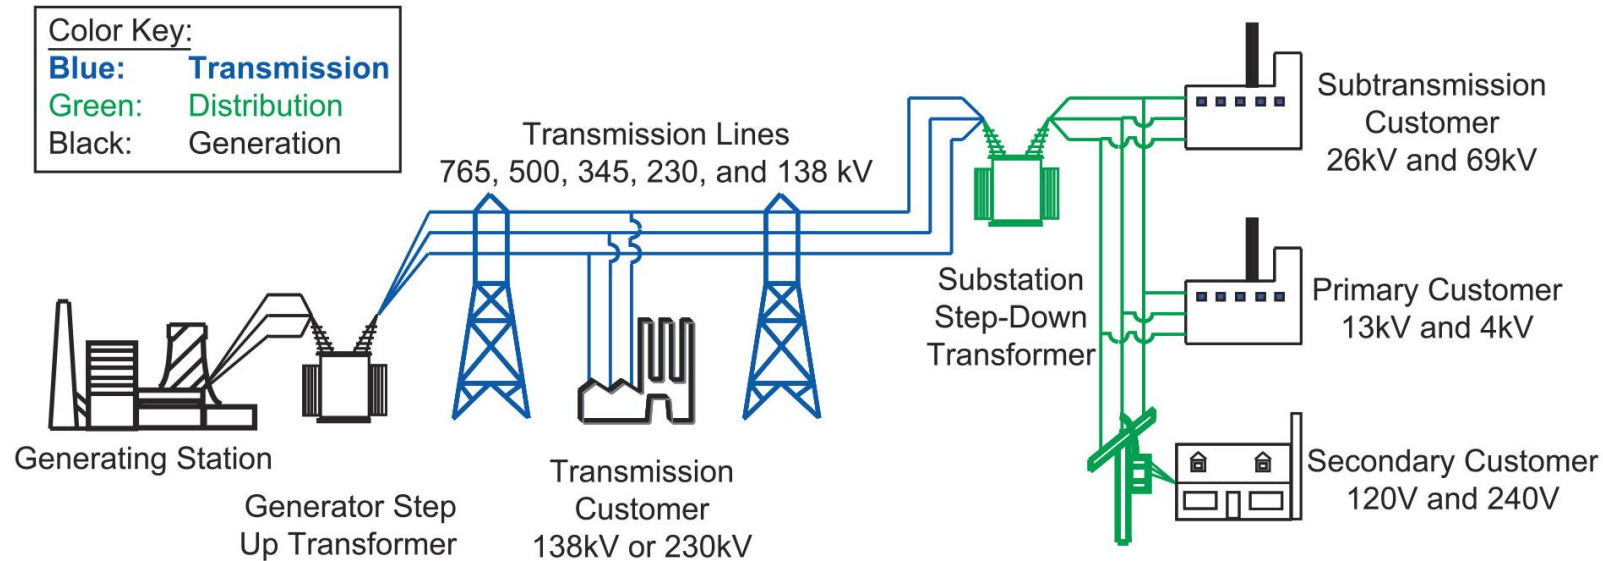 Color Key:
Blue: Transmission
Green: Distribution
Black: Generation
Transmission Lines
765, 500, 345, 230, and 138 kV
Subtransmission
Customer
26kV and 69kV
Substation
Step-Down
Transformer
Primary Customer
13kV and 4kV
Generating Station
Generator Step
Up Transformer
Transmission
Customer
138kV or 230kV
Secondary Customer
120V and 240V